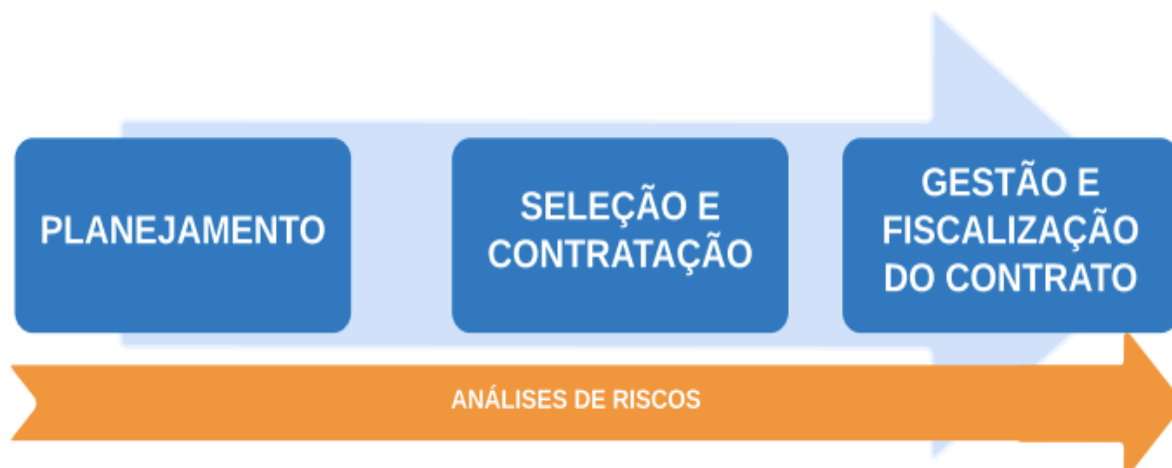 PLANEJAMENTO
SELEÇÃO E
CONTRATAÇÃO
GESTÃO E
FISCALIZAÇÃO
DO CONTRATO
ANÁLISES DE RISCOS